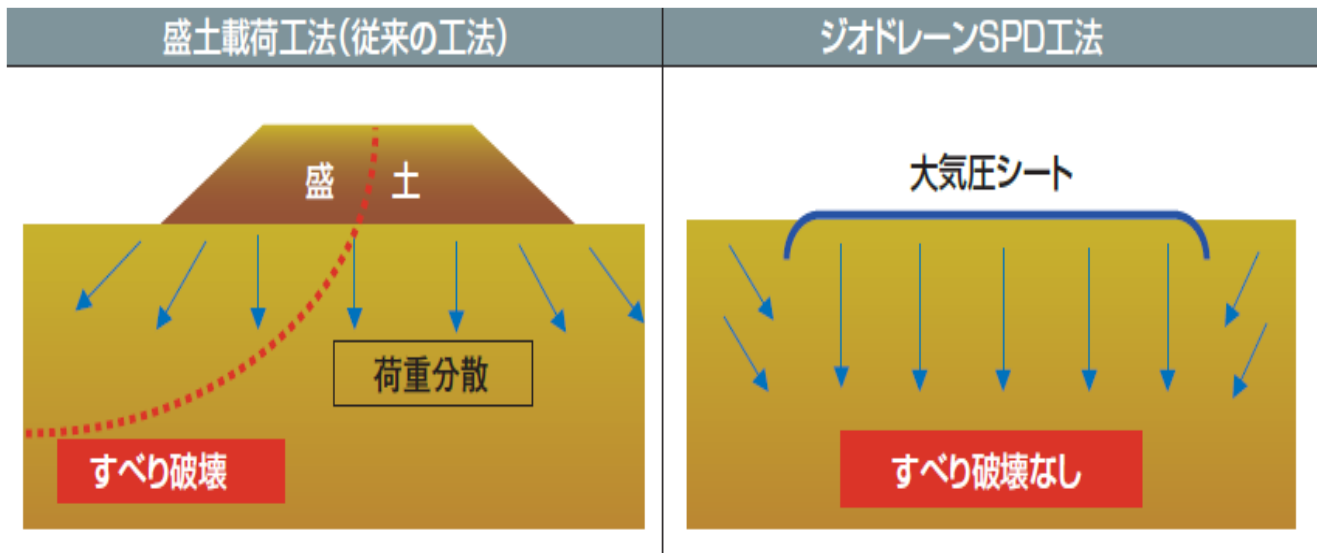 盛土載荷工法(従来の工法)
ジオドレーンSPD工法
盛 土
荷重分散
すべり破壊
大気圧シート
すべり破壊なし